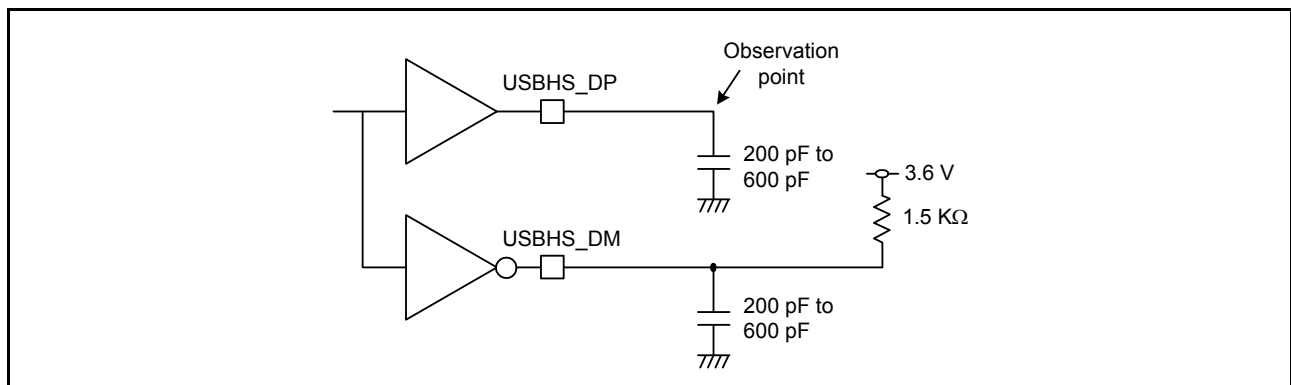 Observation
point
USBHS_DP
200 pF to
600 pF
3.6 V
1.5 KΩ
USBHS_DM
200 pF to
600 pF